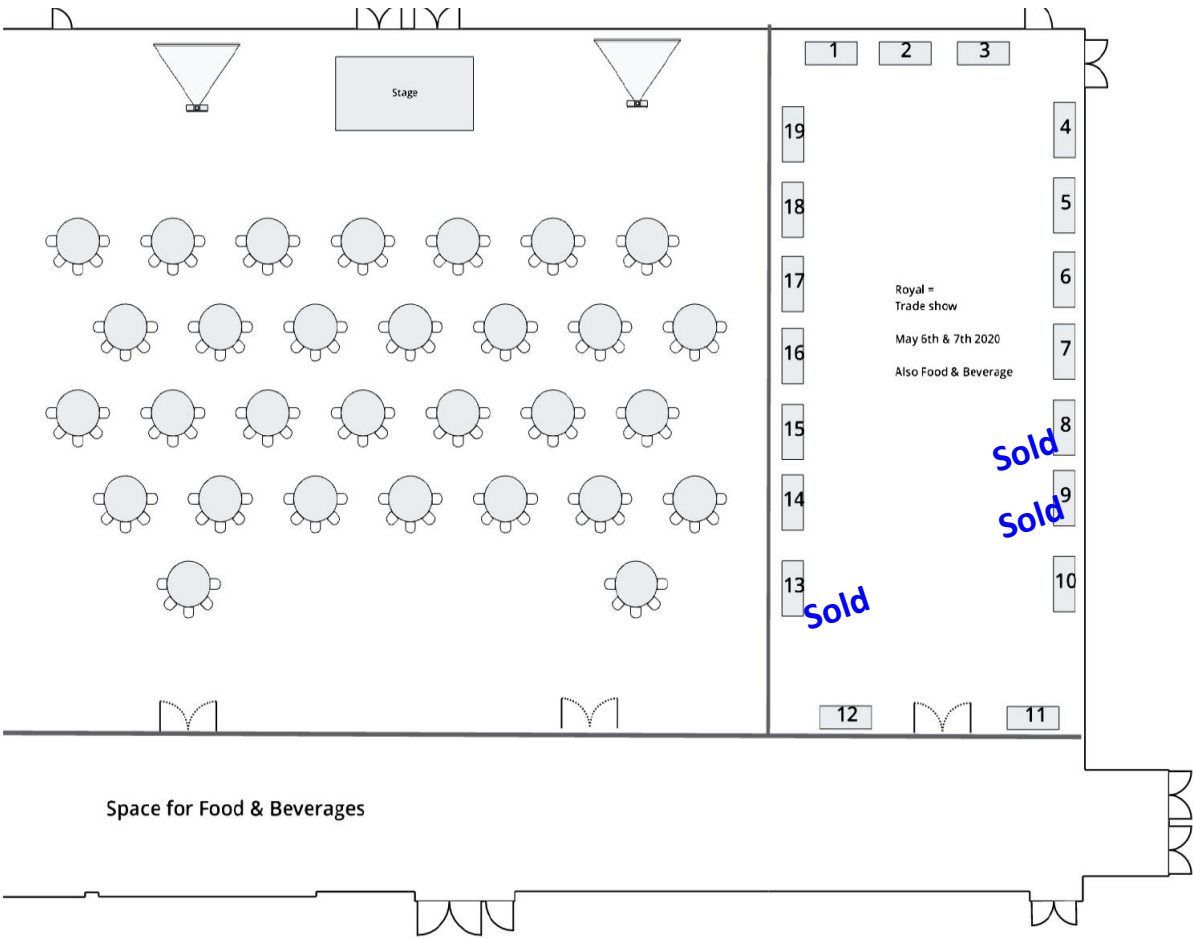 1 2 3
Stage
19
4
18
5
17
6
Royal =
Trade show
May 6th & 7th 2020
Also Food & Beverage
16
7
15
8
Sold
14
9
Sold
13
Sold
10
12
11
Space for Food & Beverages